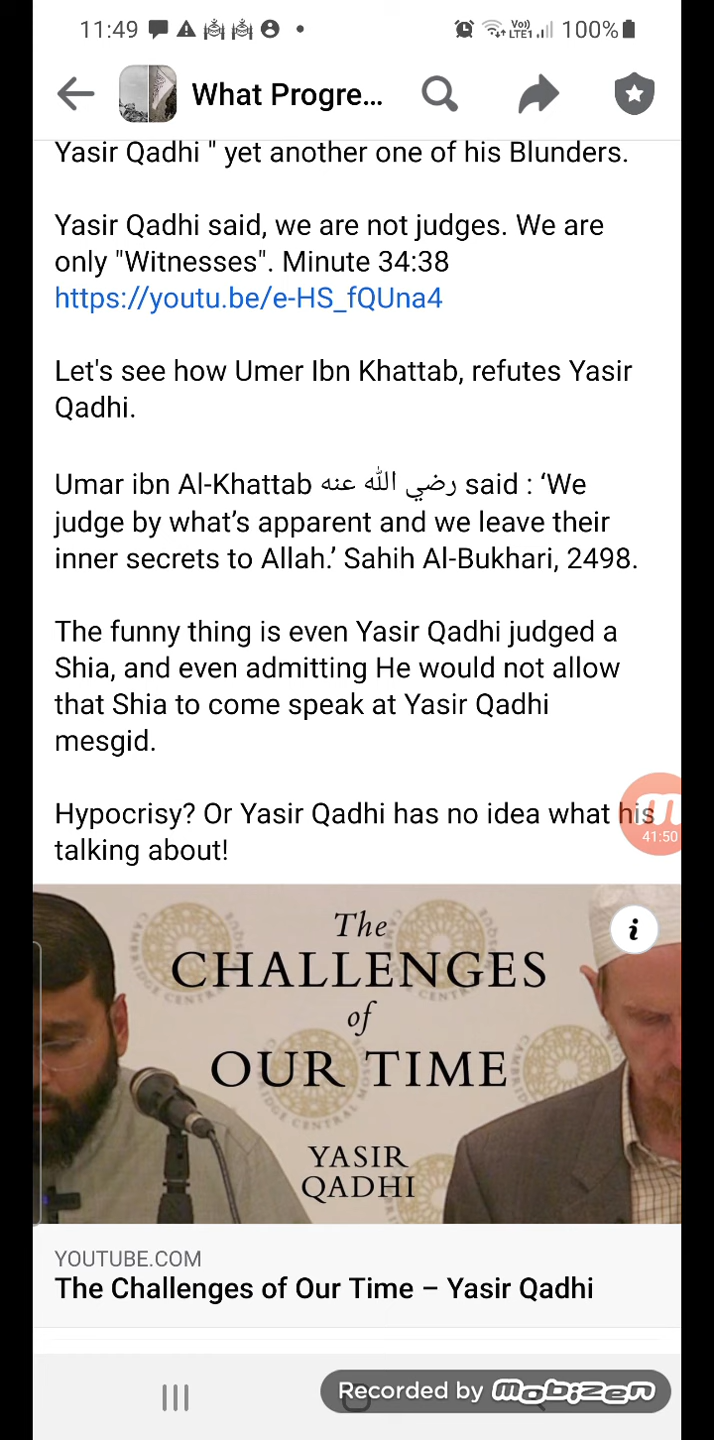 11:49
Vo))
LTE1
100%
What Progre...
Yasir Qadhi " yet another one of his Blunders.
Yasir Qadhi said, we are not judges. We are
only "Witnesses". Minute 34:38
https://youtu.be/e-HS_fQUna4
Let's see how Umer Ibn Khattab, refutes Yasir
Qadhi.
Umar ibn Al-Khattab رضي الله عنه said : ‘We
judge by what’s apparent and we leave their
inner secrets to Allah.’ Sahih Al-Bukhari, 2498.
The funny thing is even Yasir Qadhi judged a
Shia, and even admitting He would not allow
that Shia to come speak at Yasir Qadhi
mesgid.
Hypocrisy? Or Yasir Qadhi has no idea what his
talking about!
41:50
The
CHALLENGES
of
OUR TIME
YASIR
QADHI
YOUTUBE.COM
The Challenges of Our Time – Yasir Qadhi
Recorded by mobizen